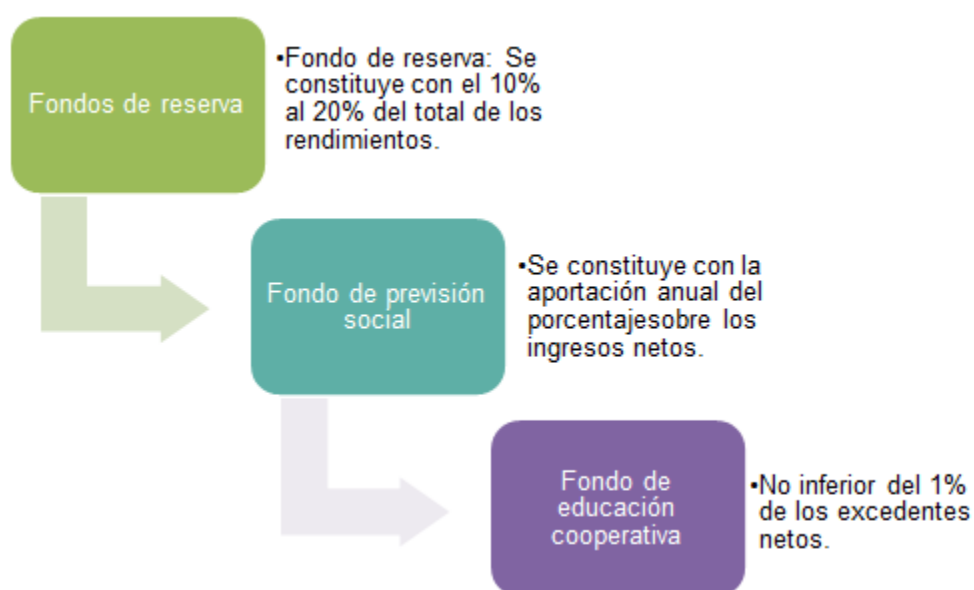 Fondos de reserva
•Fondo de reserva: Se
constituye con el 10%
al 20% del total de los
rendimientos.
Fondo de previsión
social
•Se constituye con la
aportación anual del
porcentajesobre los
ingresos netos.
Fondo de
educación
cooperativa
•No inferior del 1%
de los excedentes
netos.